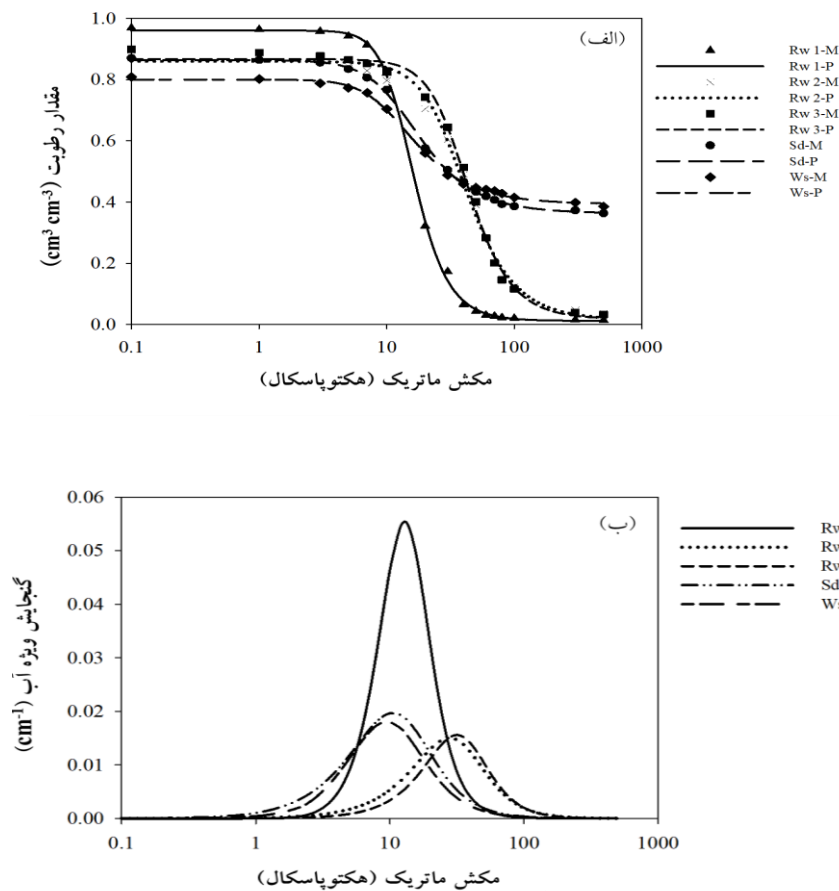 (الف)
مقدار رطوبت (cm³ cm⁻³)
1.0
0.8
0.6
0.4
0.2
0.0
0.1
1
10
100
1000
مکش ماتریک (هکتوپاسکال)
Rw 1-M
Rw 1-P
Rw 2-M
Rw 2-P
Rw 3-M
Rw 3-P
Sd-M
Sd-P
Ws-M
Ws-P
(ب)
گنجایش ویژه آب (cm⁻¹)
0.06
0.05
0.04
0.03
0.02
0.01
0.00
0.1
1
10
100
1000
مکش ماتریک (هکتوپاسکال)
Rw
Rw
Rw
Sd